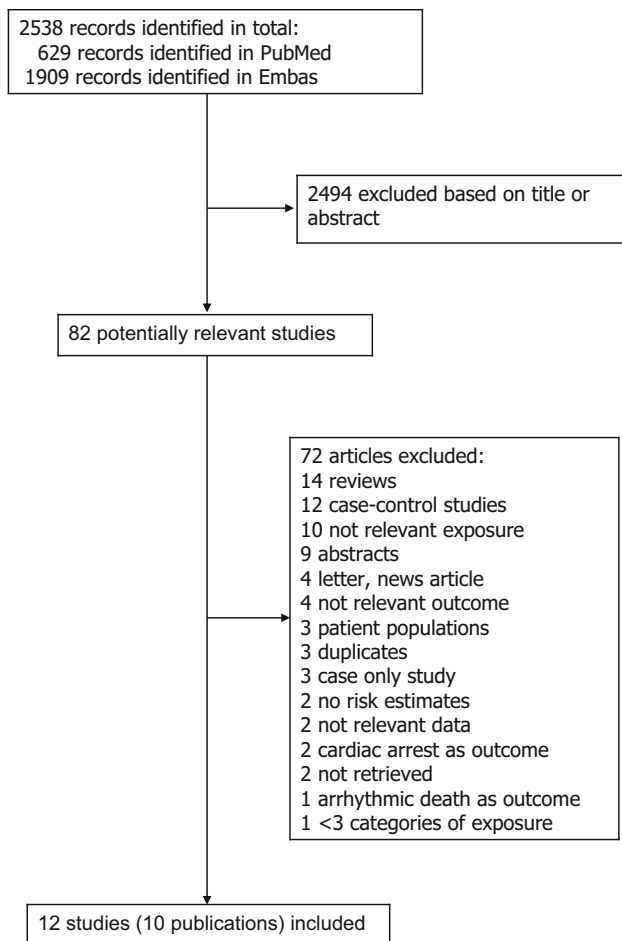 2538 records identified in total:
629 records identified in PubMed
1909 records identified in Embas
2494 excluded based on title or
abstract
82 potentially relevant studies
72 articles excluded:
14 reviews
12 case-control studies
10 not relevant exposure
9 abstracts
4 letter, news article
4 not relevant outcome
3 patient populations
3 duplicates
3 case only study
2 no risk estimates
2 not relevant data
2 cardiac arrest as outcome
2 not retrieved
1 arrhythmic death as outcome
1 <3 categories of exposure
12 studies (10 publications) included